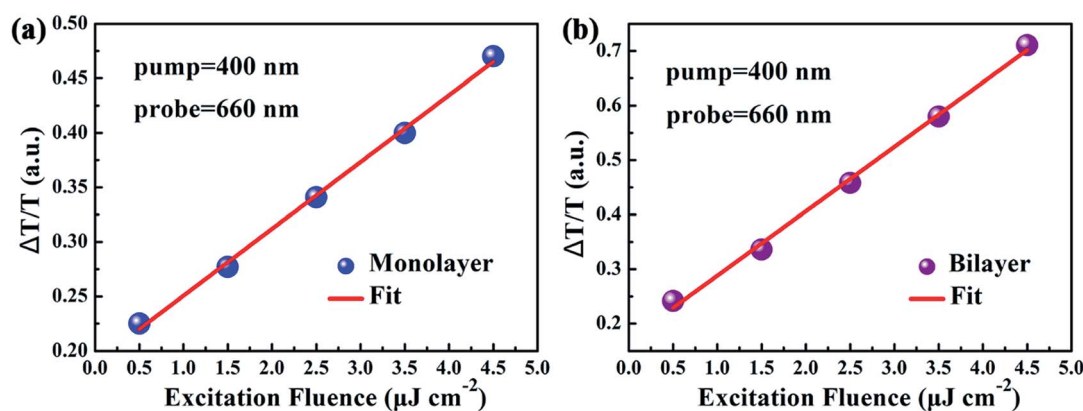 (a)
0.50
0.45
0.40
0.35
0.30
0.25
0.20
ΔT/T (a.u.)
pump=400 nm
probe=660 nm
Monolayer
Fit
0.0 0.5 1.0 1.5 2.0 2.5 3.0 3.5 4.0 4.5 5.0
Excitation Fluence (μJ cm⁻²)
(b)
0.7
0.6
0.5
0.4
0.3
0.2
ΔT/T (a.u.)
pump=400 nm
probe=660 nm
Bilayer
Fit
0.0 0.5 1.0 1.5 2.0 2.5 3.0 3.5 4.0 4.5 5.0
Excitation Fluence (μJ cm⁻²)